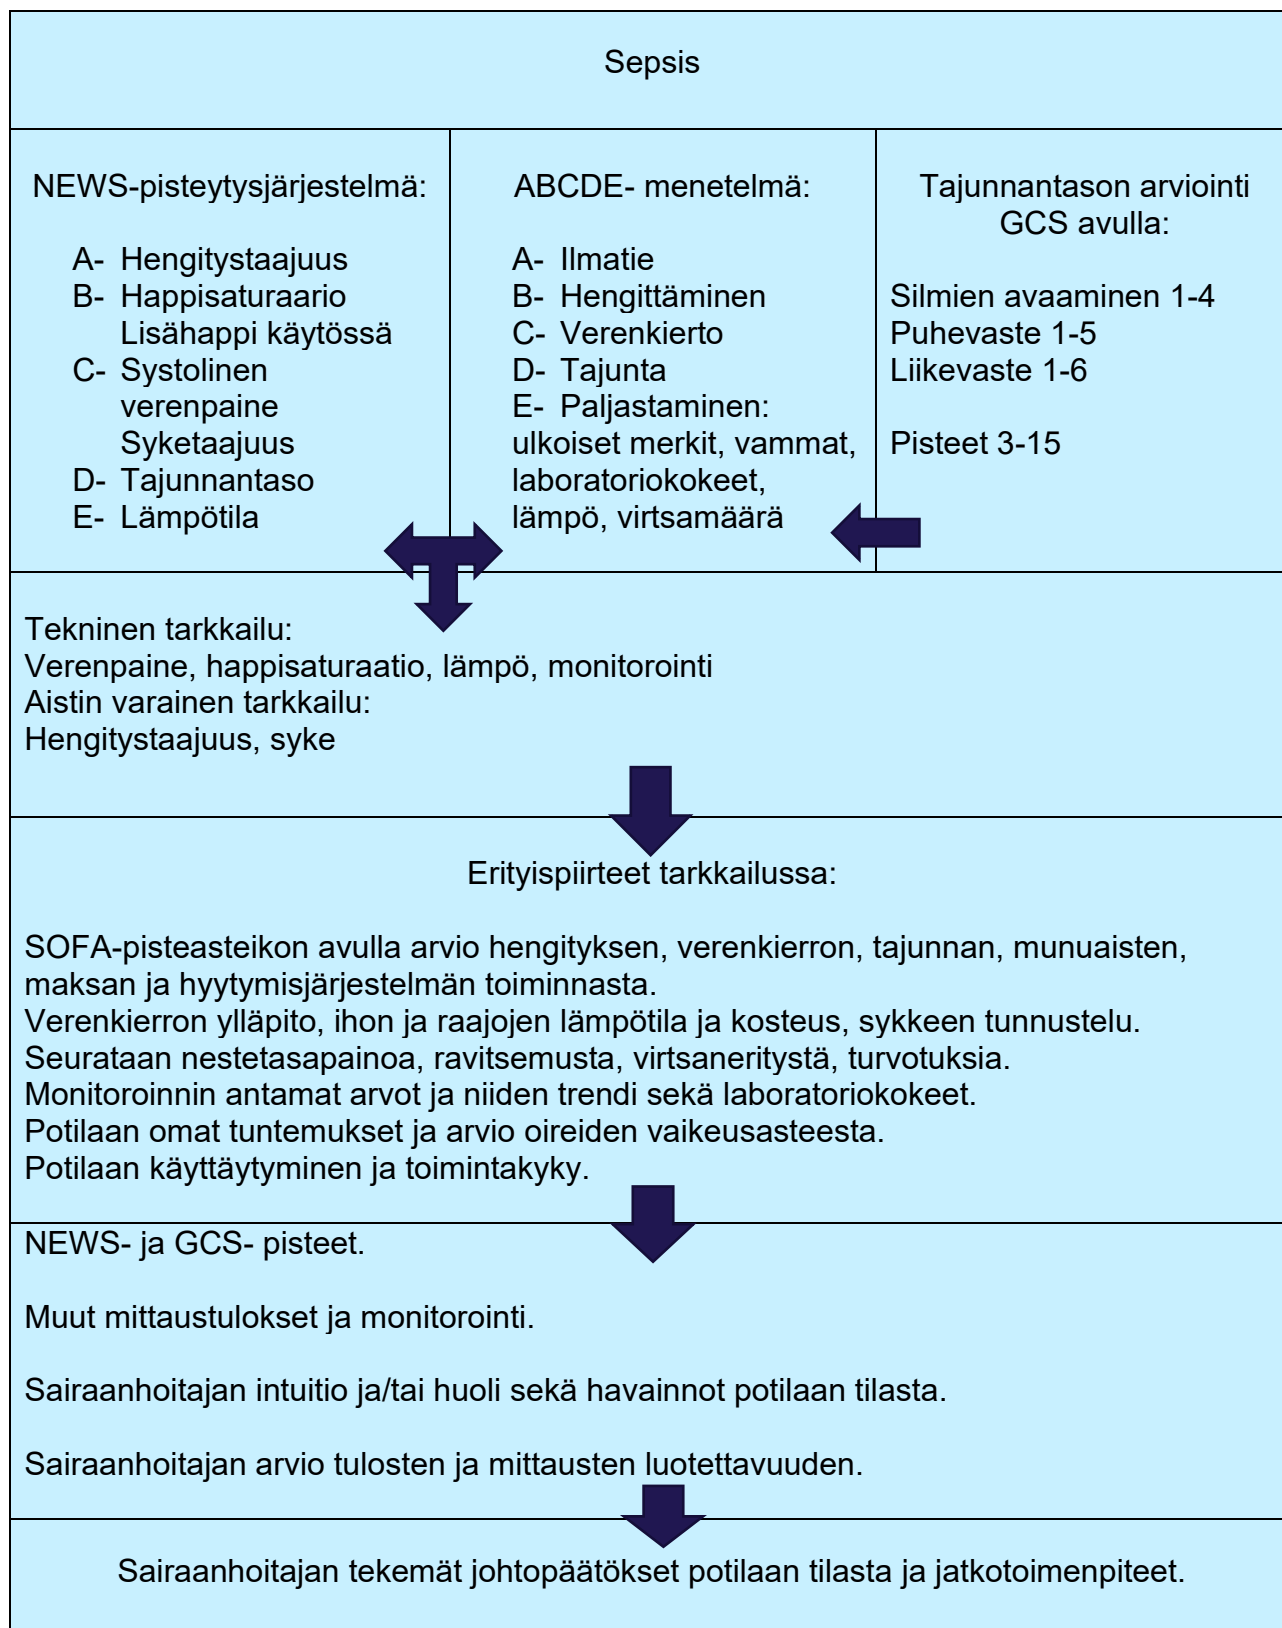 Sepsis
NEWS-pisteytysjärjestelmä:
A- Hengitystaajuus
B- Happisaturaario
Lisähappi käytössä
C- Systolinen
verenpaine
Syketaajuus
D- Tajunnantaso
E- Lämpötila
ABCDE- menetelmä:
A- Ilmatie
B- Hengittäminen
C- Verenkierto
D- Tajunta
E- Paljastaminen:
ulkoiset merkit, vammat,
laboratoriokokeet,
lämpö, virtsamäärä
Tajunnantason arviointi
GCS avulla:
Silmien avaaminen 1-4
Puhevaste 1-5
Liikevaste 1-6
Pisteet 3-15
Tekninen tarkkailu:
Verenpaine, happisaturaatio, lämpö, monitorointi
Aistin varainen tarkkailu:
Hengitystaajuus, syke
Erityispiirteet tarkkailussa:
SOFA-pisteasteikon avulla arvio hengityksen, verenkierron, tajunnan, munuaisten,
maksan ja hyytymisjärjestelmän toiminnasta.
Verenkierron ylläpito, ihon ja raajojen lämpötila ja kosteus, sykkeen tunnustelu.
Seurataan nestetasapainoa, ravitsemusta, virtsaneritystä, turvotuksia.
Monitoroinnin antamat arvot ja niiden trendi sekä laboratoriokokeet.
Potilaan omat tuntemukset ja arvio oireiden vaikeusasteesta.
Potilaan käyttäytyminen ja toimintakyky.
NEWS- ja GCS- pisteet.
Muut mittaustulokset ja monitorointi.
Sairaanhoitajan intuitio ja/tai huoli sekä havainnot potilaan tilasta.
Sairaanhoitajan arvio tulosten ja mittausten luotettavuuden.
Sairaanhoitajan tekemät johtopäätökset potilaan tilasta ja jatkotoimenpiteet.